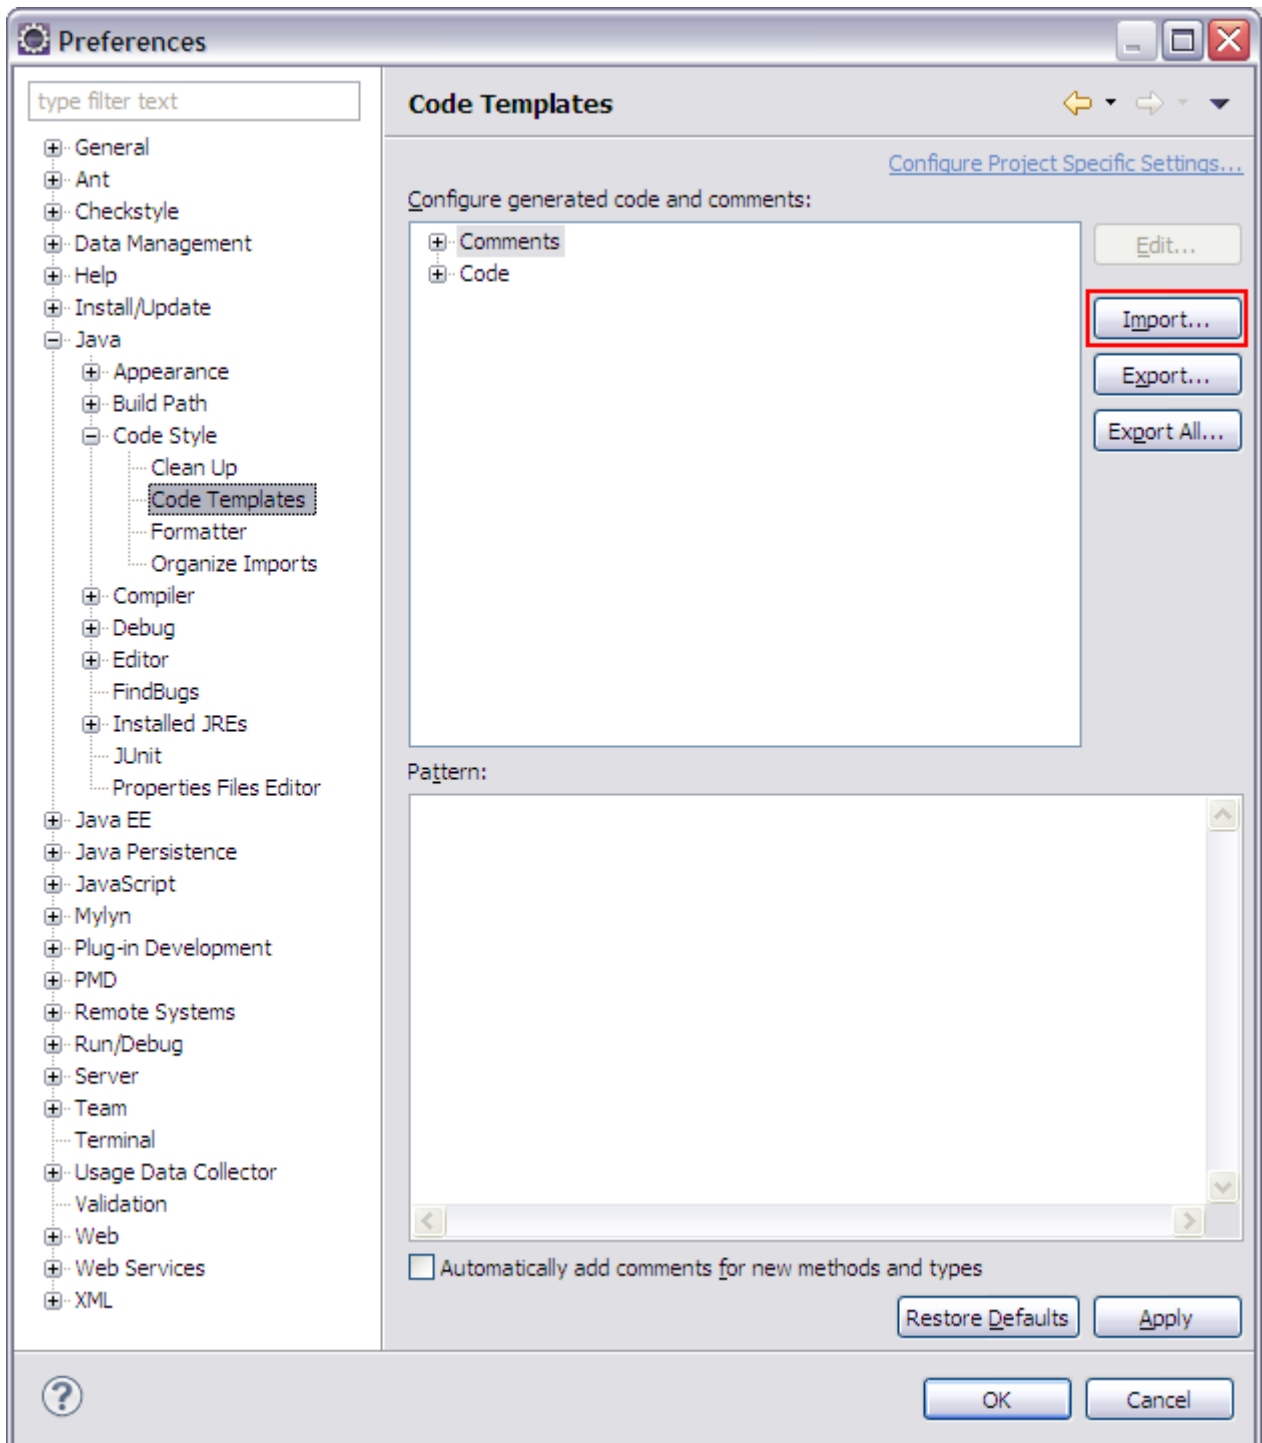 Preferences
type filter text
General
Ant
Checkstyle
Data Management
Help
Install/Update
Java
Appearance
Build Path
Code Style
Clean Up
Code Templates
Formatter
Organize Imports
Compiler
Debug
Editor
FindBugs
Installed JREs
JUnit
Properties Files Editor
Java EE
Java Persistence
JavaScript
Mylyn
Plug-in Development
PMD
Remote Systems
Run/Debug
Server
Team
Terminal
Usage Data Collector
Validation
Web
Web Services
XML
Code Templates
Configure Project Specific Settings...
Configure generated code and comments:
Comments
Code
Edit...
Import...
Export...
Export All...
Pattern:
Automatically add comments for new methods and types
Restore Defaults
Apply
?
OK
Cancel